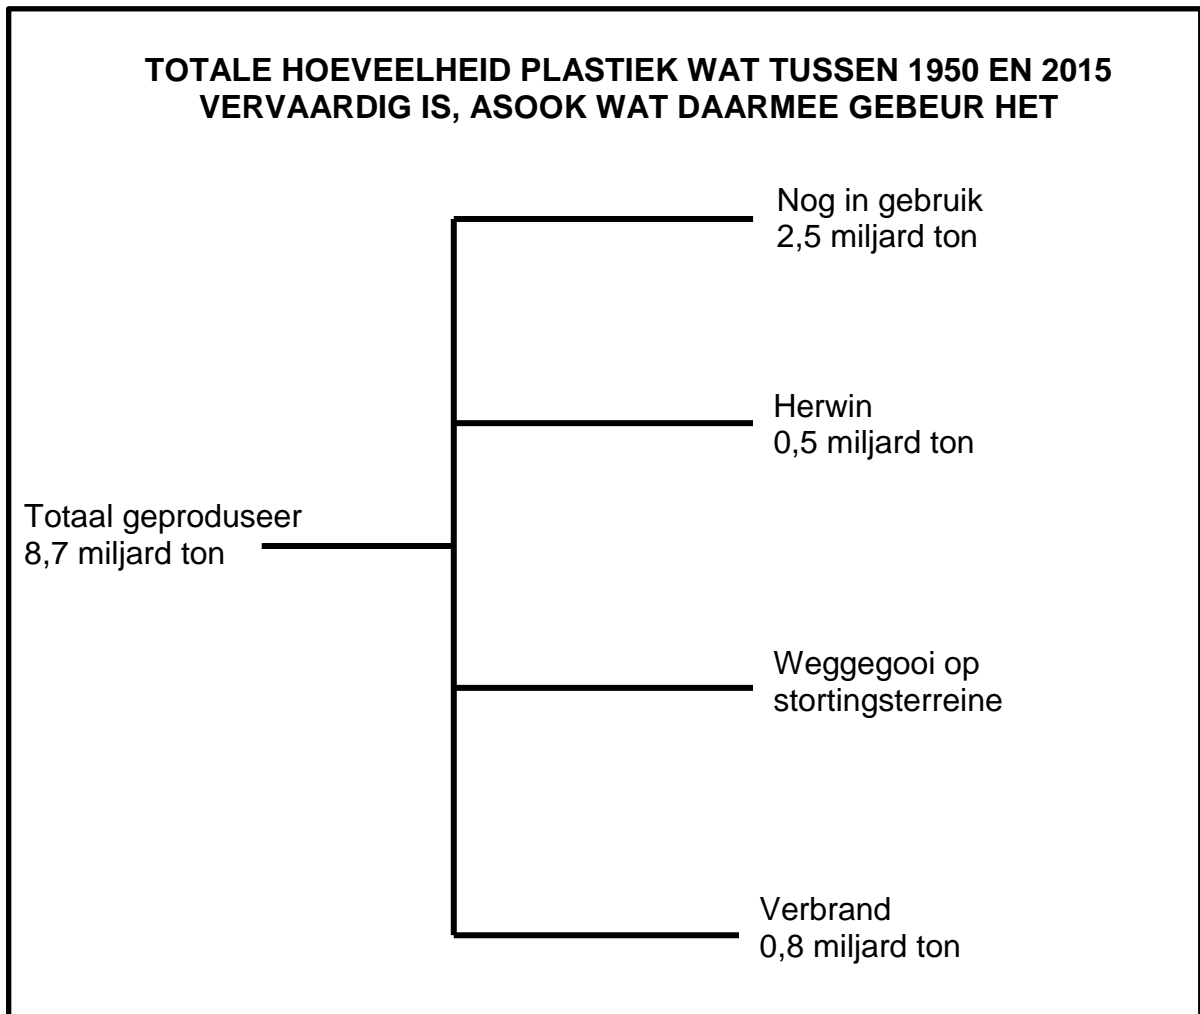 TOTALE HOEVEELHEID PLASTIEK WAT TUSSEN 1950 EN 2015
VERVAARDIG IS, ASOOK WAT DAARMEE GEBEUR HET
Nog in gebruik
2,5 miljard ton
Herwin
0,5 miljard ton
Totaal geproduseer
8,7 miljard ton
Weggegooi op
stortingsterreine
Verbrand
0,8 miljard ton